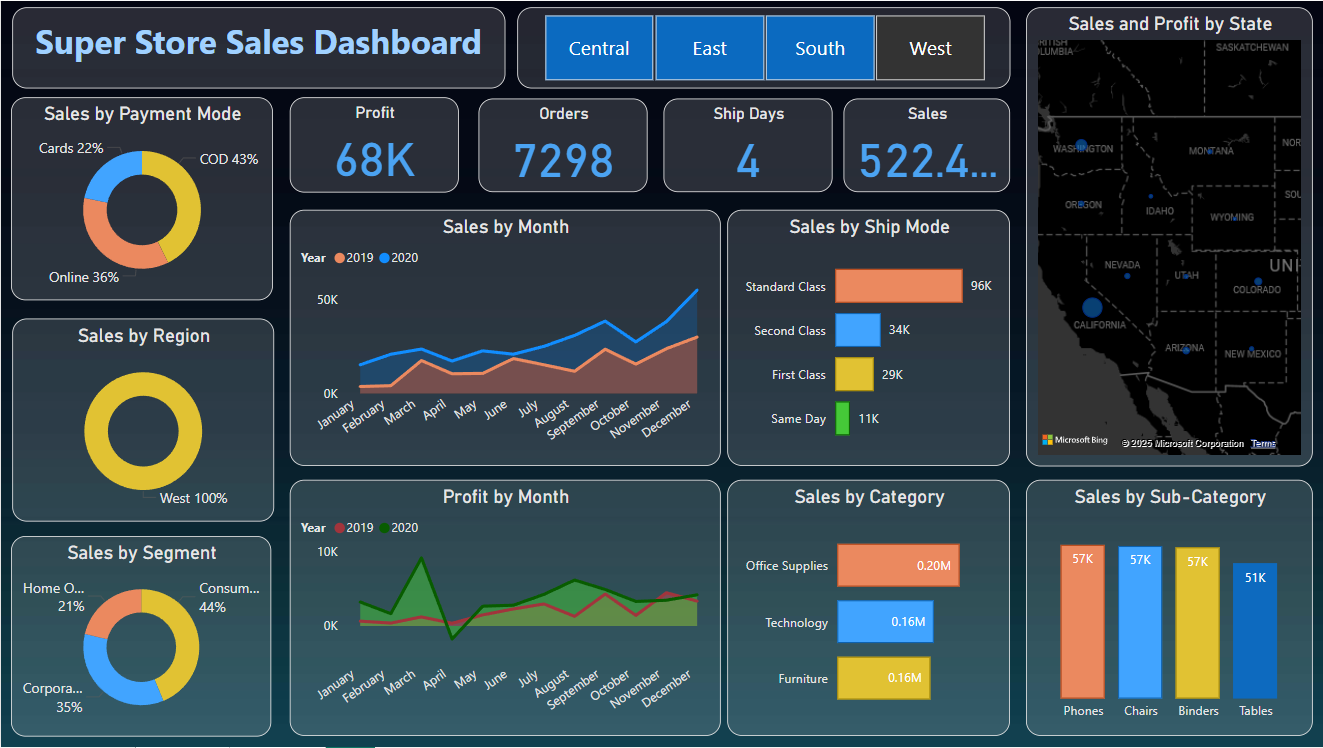 Super Store Sales Dashboard
Central
East
South
West
Sales by Payment Mode
Cards 22%
COD 43%
Online 36%
Profit
68K
Orders
7298
Ship Days
4
Sales
522.4...
Sales and Profit by State
BRITISH
COLUMBIA
SASKATCHEWAN
WASHINGTON
MONTANA
NOR
OREGON
IDAHO
SOU
WYOMING
NEVADA
UTAH
UNI
COLORADO
CALIFORNIA
ARIZONA
NEW MEXICO
Microsoft Bing
© 2025 Microsoft Corporation Terms
Sales by Region
West 100%
Sales by Segment
Home O...
21%
Consum...
44%
Corpora...
35%
Sales by Month
Year 2019 2020
50K
0K
January
February
March
April
May
June
July
August
September
October
November
December
Sales by Ship Mode
Standard Class 96K
Second Class 34K
First Class 29K
Same Day 11K
Profit by Month
Year 2019 2020
10K
0K
January
February
March
April
May
June
July
August
September
October
November
December
Sales by Category
Office Supplies 0.20M
Technology 0.16M
Furniture 0.16M
Sales by Sub-Category
57K
57K
57K
51K
Phones
Chairs
Binders
Tables